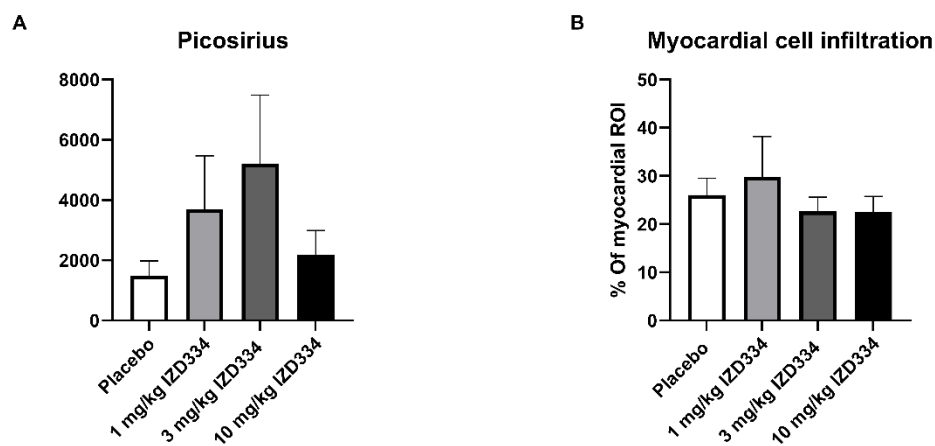 A
Picosirius
8000
6000
4000
2000
0
Placebo
1 mg/kg IZD334
3 mg/kg IZD334
10 mg/kg IZD334
B
Myocardial cell infiltration
% Of myocardial ROI
50
40
30
20
10
0
Placebo
1 mg/kg IZD334
3 mg/kg IZD334
10 mg/kg IZD334